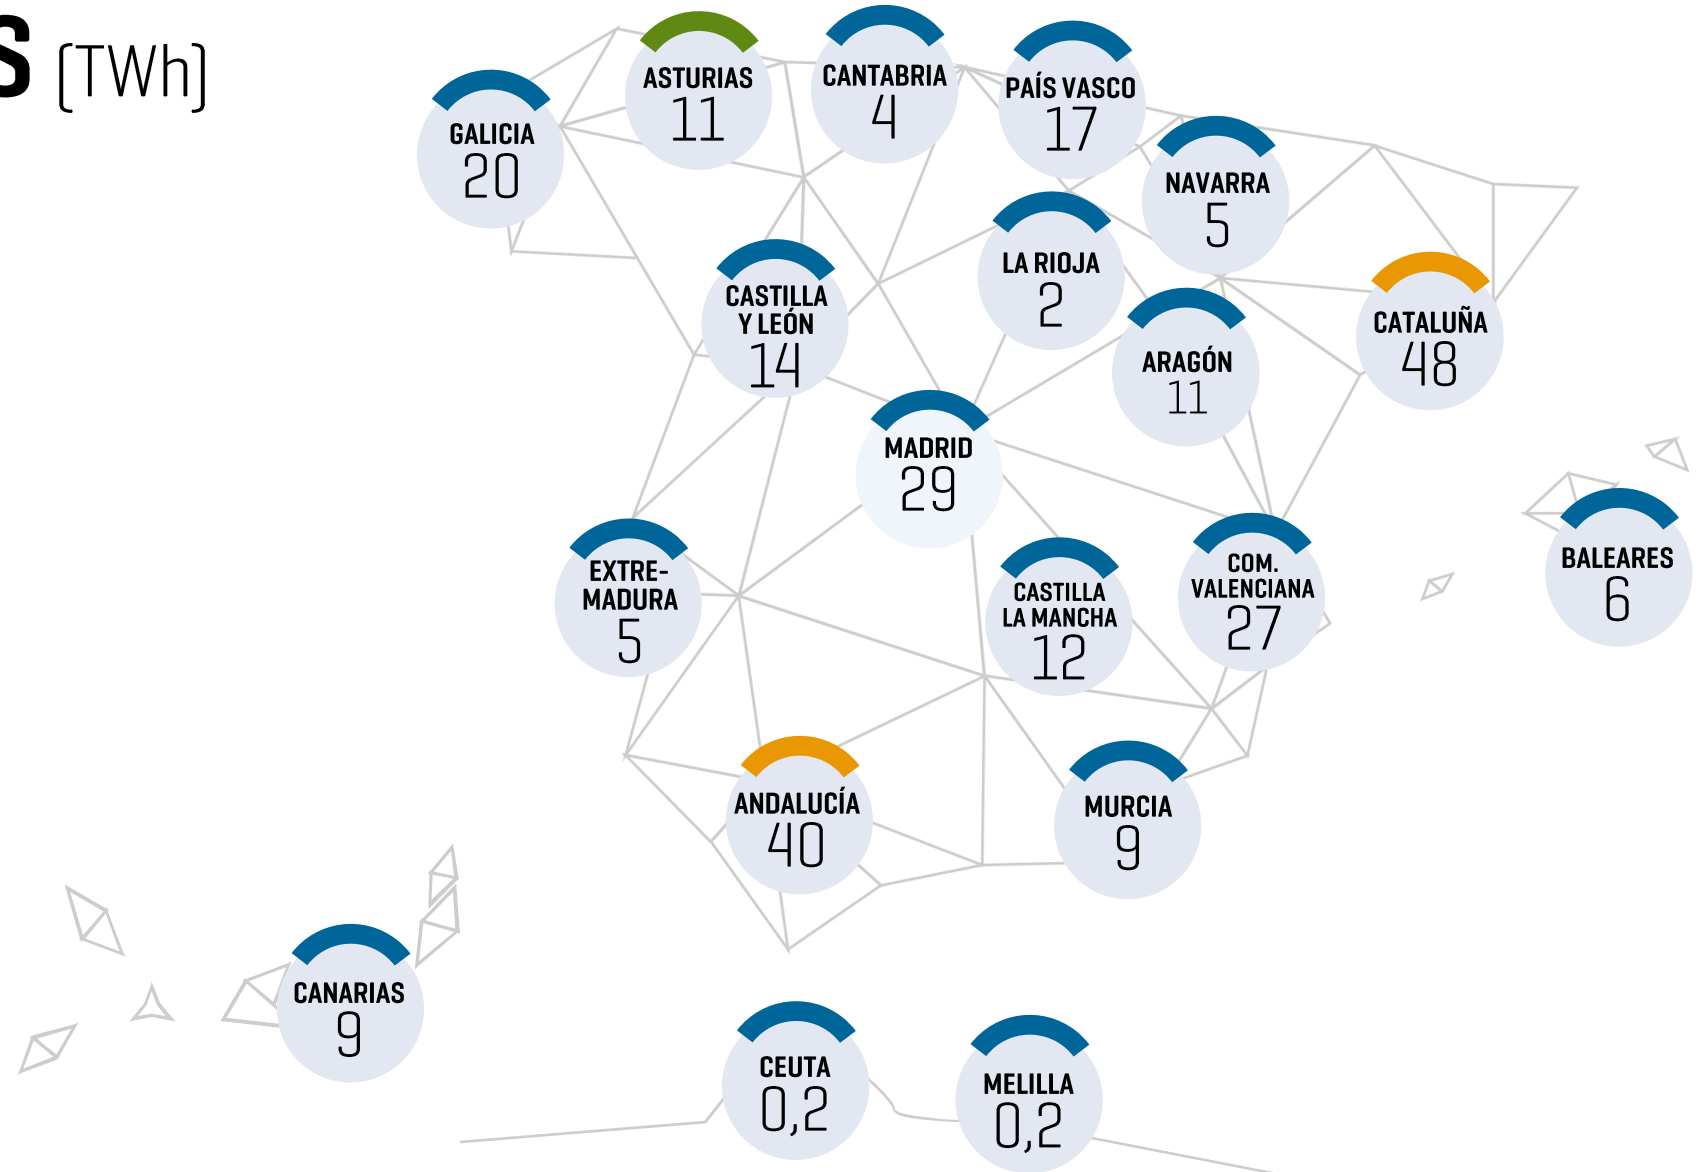 S (TWh)
ASTURIAS
11
CANTABRIA
4
PAÍS VASCO
17
GALICIA
20
NAVARRA
5
LA RIOJA
2
CASTILLA
Y LEÓN
14
CATALUÑA
48
ARAGÓN
11
MADRID
29
BALEARES
6
EXTRE-
MADURA
5
CASTILLA
LA MANCHA
12
COM.
VALENCIANA
27
ANDALUCÍA
40
MURCIA
9
CANARIAS
9
CEUTA
0,2
MELILLA
0,2